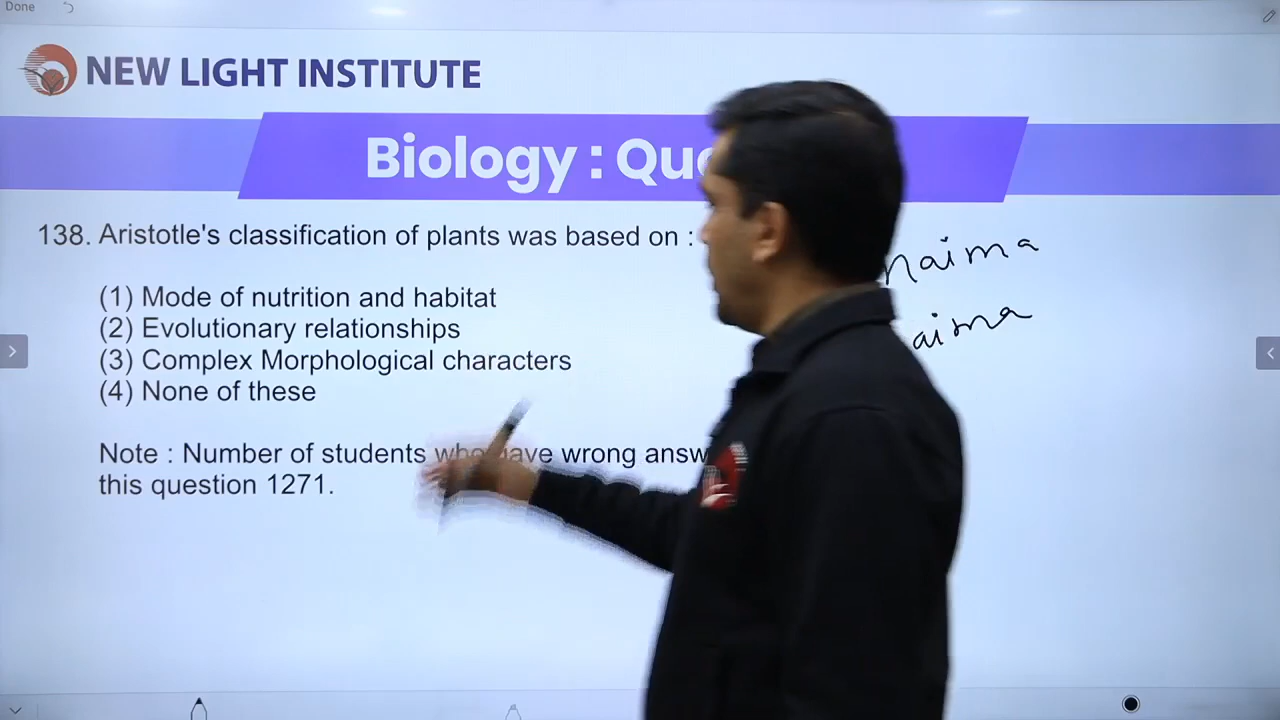 Done
NEW LIGHT INSTITUTE
Biology :
138. Aristotle's classification of plants was based on :
naima
aima
(1) Mode of nutrition and habitat
(2) Evolutionary relationships
(3) Complex Morphological characters
(4) None of these
Note : Number of students who gave wrong
this question 1271.